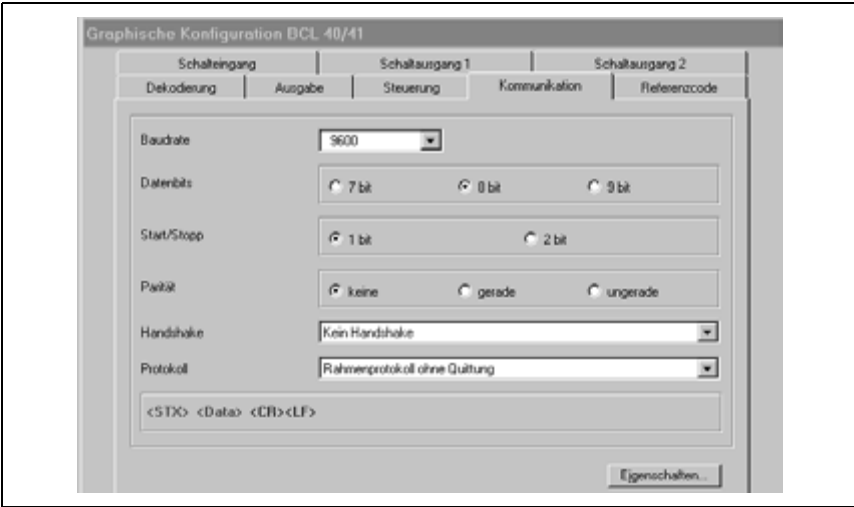 Graphische Konfiguration BCL 40/41
Schalteingang Schaltausgang 1 Schaltausgang 2
Dekodierung Ausgabe Steuerung Kommunikation Referenzcode
Baudrate 9600
Datenbits 7 bit 8 bit 9 bit
Start/Stopp 1 bit 2 bit
Parität keine gerade ungerade
Handshake Kein Handshake
Protokoll Rahmenprotokoll ohne Quittung
<STX> <Data> <CR><LF>
Eigenschaften...